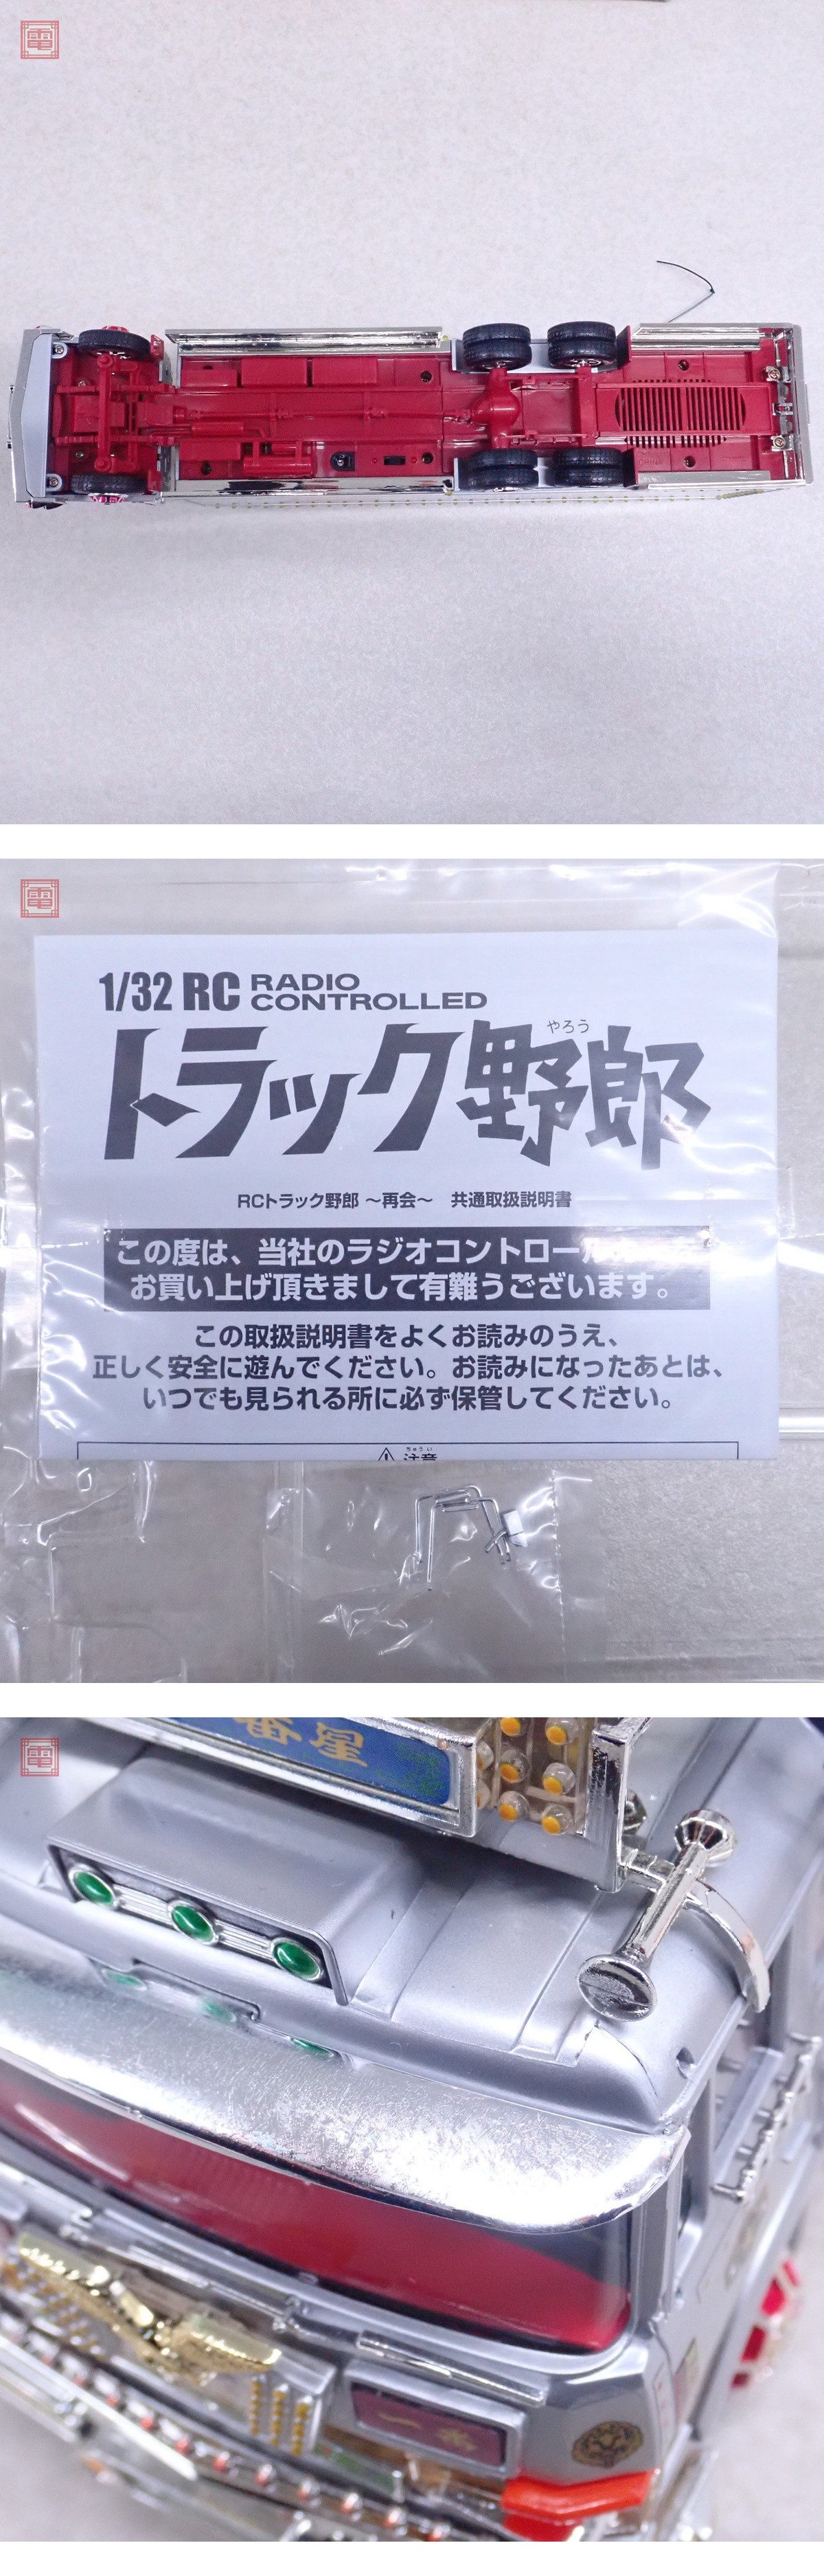 電
電
1/32 RC RADIO CONTROLLED
やろう
トラック野郎
RCトラック野郎 ～再会～ 共通取扱説明書
この度は、当社のラジオコントロール
お買い上げ頂きまして有難うございます。
この取扱説明書をよくお読みのうえ、
正しく安全に遊んでください。お読みになったあとは、
いつでも見られる所に必ず保管してください。
ちゅうい
注意
電
番星
一番